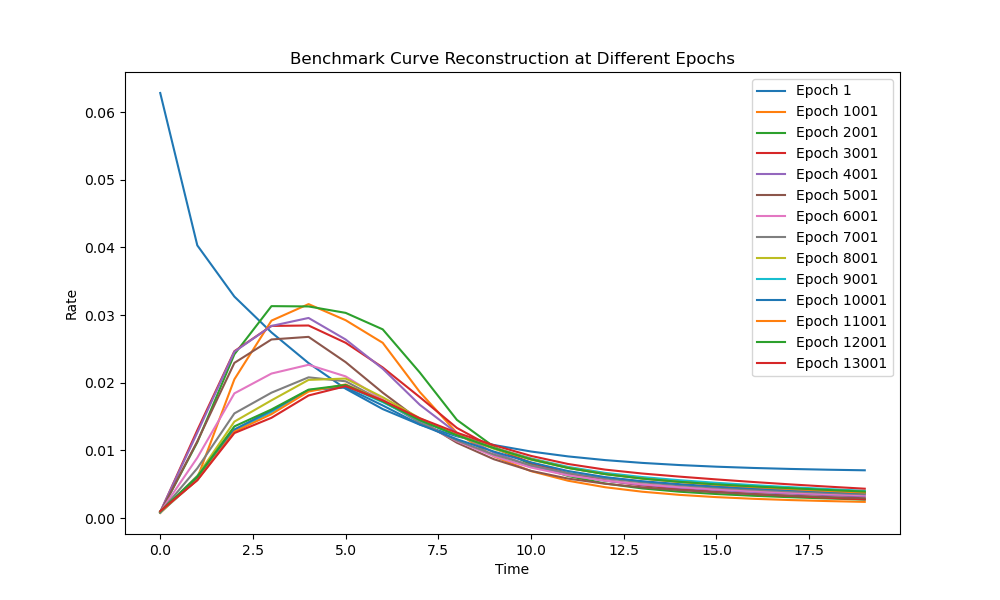 Benchmark Curve Reconstruction at Different Epochs
Rate
0.06
0.05
0.04
0.03
0.02
0.01
0.00
Epoch 1
Epoch 1001
Epoch 2001
Epoch 3001
Epoch 4001
Epoch 5001
Epoch 6001
Epoch 7001
Epoch 8001
Epoch 9001
Epoch 10001
Epoch 11001
Epoch 12001
Epoch 13001
0.0 2.5 5.0 7.5 10.0 12.5 15.0 17.5
Time